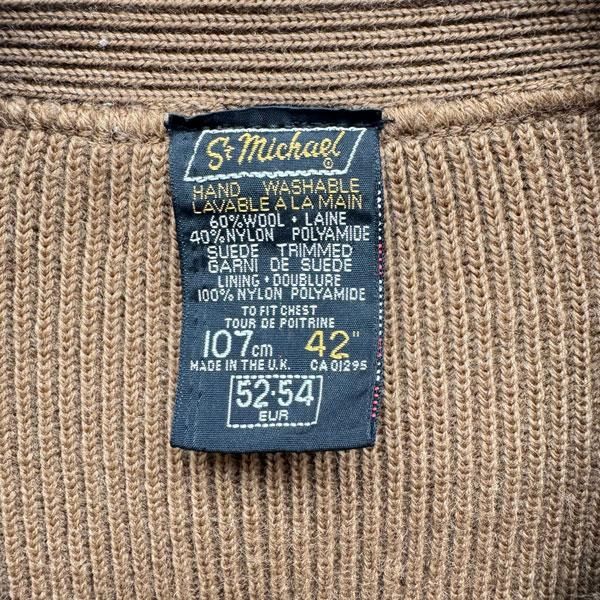 St Michael
HAND WASHABLE
LAVABLE A LA MAIN
60% WOOL • LAINE
40% NYLON POLYAMIDE
SUEDE TRIMMED
GARNI DE SUEDE
LINING • DOUBLURE
100% NYLON POLYAMIDE
TO FIT CHEST
TOUR DE POITRINE
107cm 42"
MADE IN THE U.K. CA 01295
52·54
EUR